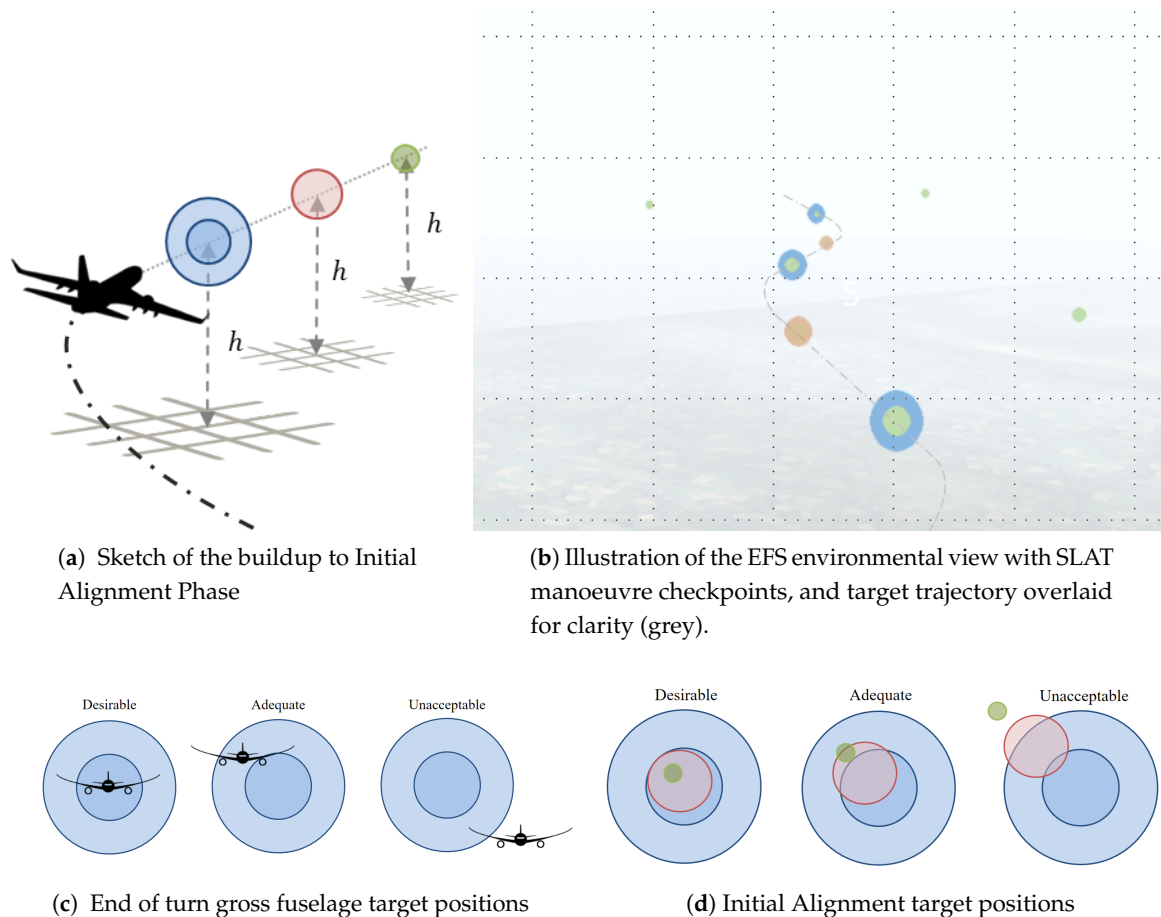 h
h
h
5
(a) Sketch of the buildup to Initial
Alignment Phase
(b) Illustration of the EFS environmental view with SLAT
manoeuvre checkpoints, and target trajectory overlaid
for clarity (grey).
Desirable
Adequate
Unacceptable
Desirable
Adequate
Unacceptable
(c) End of turn gross fuselage target positions
(d) Initial Alignment target positions